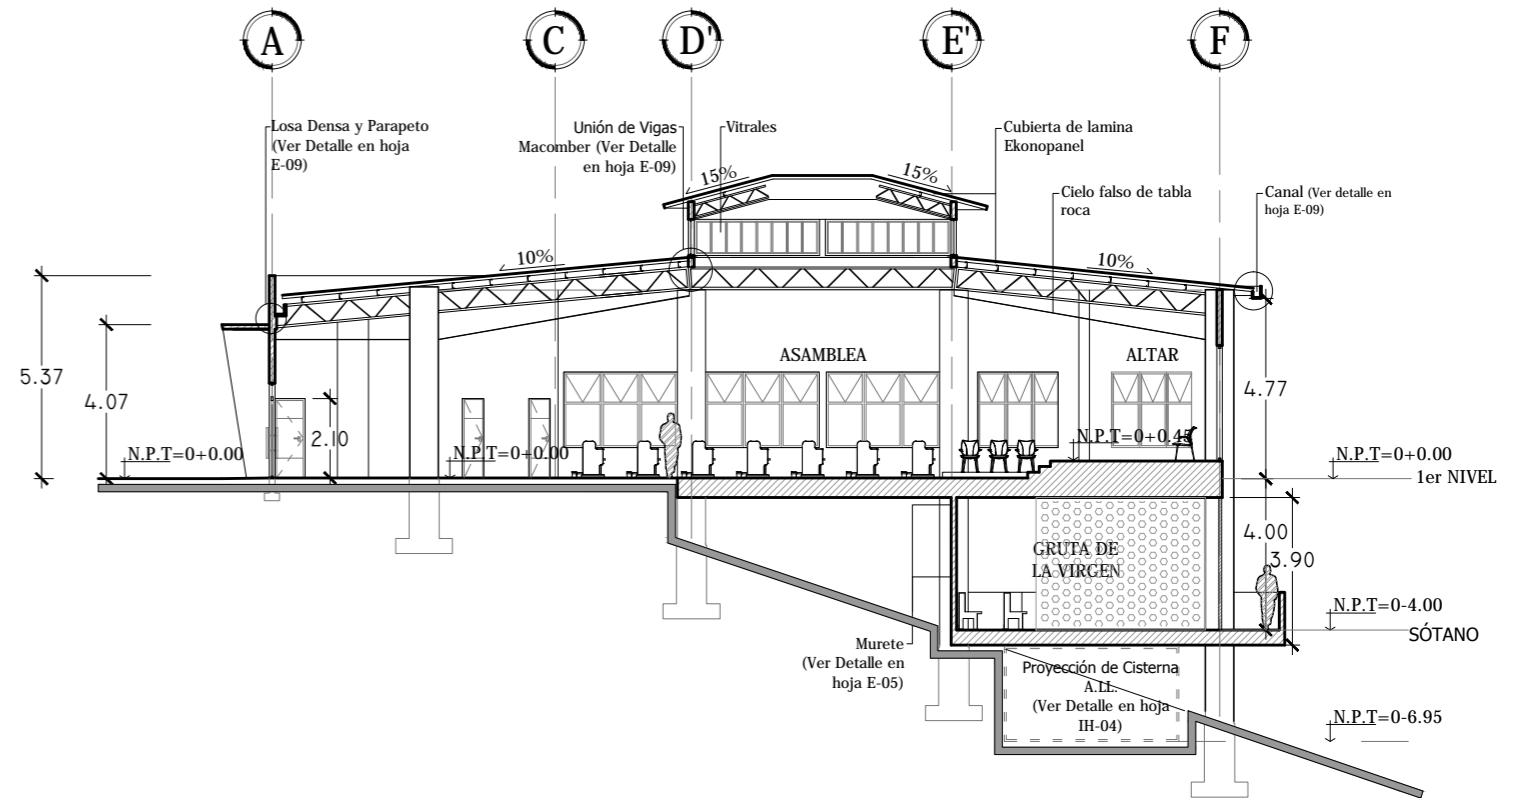 A
C
D'
E'
F
Losa Densa y Parapeto
(Ver Detalle en hoja
E-09)
Unión de Vigas
Macomber (Ver Detalle
en hoja E-09)
Vitrales
Cubierta de lamina
Ekonopanel
Cielo falso de tabla
roca
Canal (Ver detalle en
hoja E-09)
15%
15%
10%
10%
5.37
4.07
2.10
4.77
ASAMBLEA
ALTAR
N.P.T=0+0.00
N.P.T=0+0.00
N.P.T=0+0.45
N.P.T=0+0.00
1er NIVEL
4.00
3.90
GRUTA DE
LA VIRGEN
N.P.T=0-4.00
SÓTANO
Murete
(Ver Detalle en
hoja E-05)
Proyección de Cisterna
A.LL.
(Ver Detalle en hoja
IH-04)
N.P.T=0-6.95